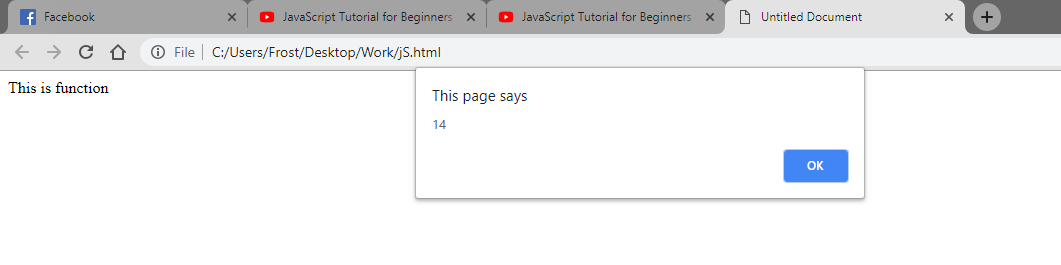 Facebook
JavaScript Tutorial for Beginners
JavaScript Tutorial for Beginners
Untitled Document
File
C:/Users/Frost/Desktop/Work/jS.html
This is function
This page says
14
OK